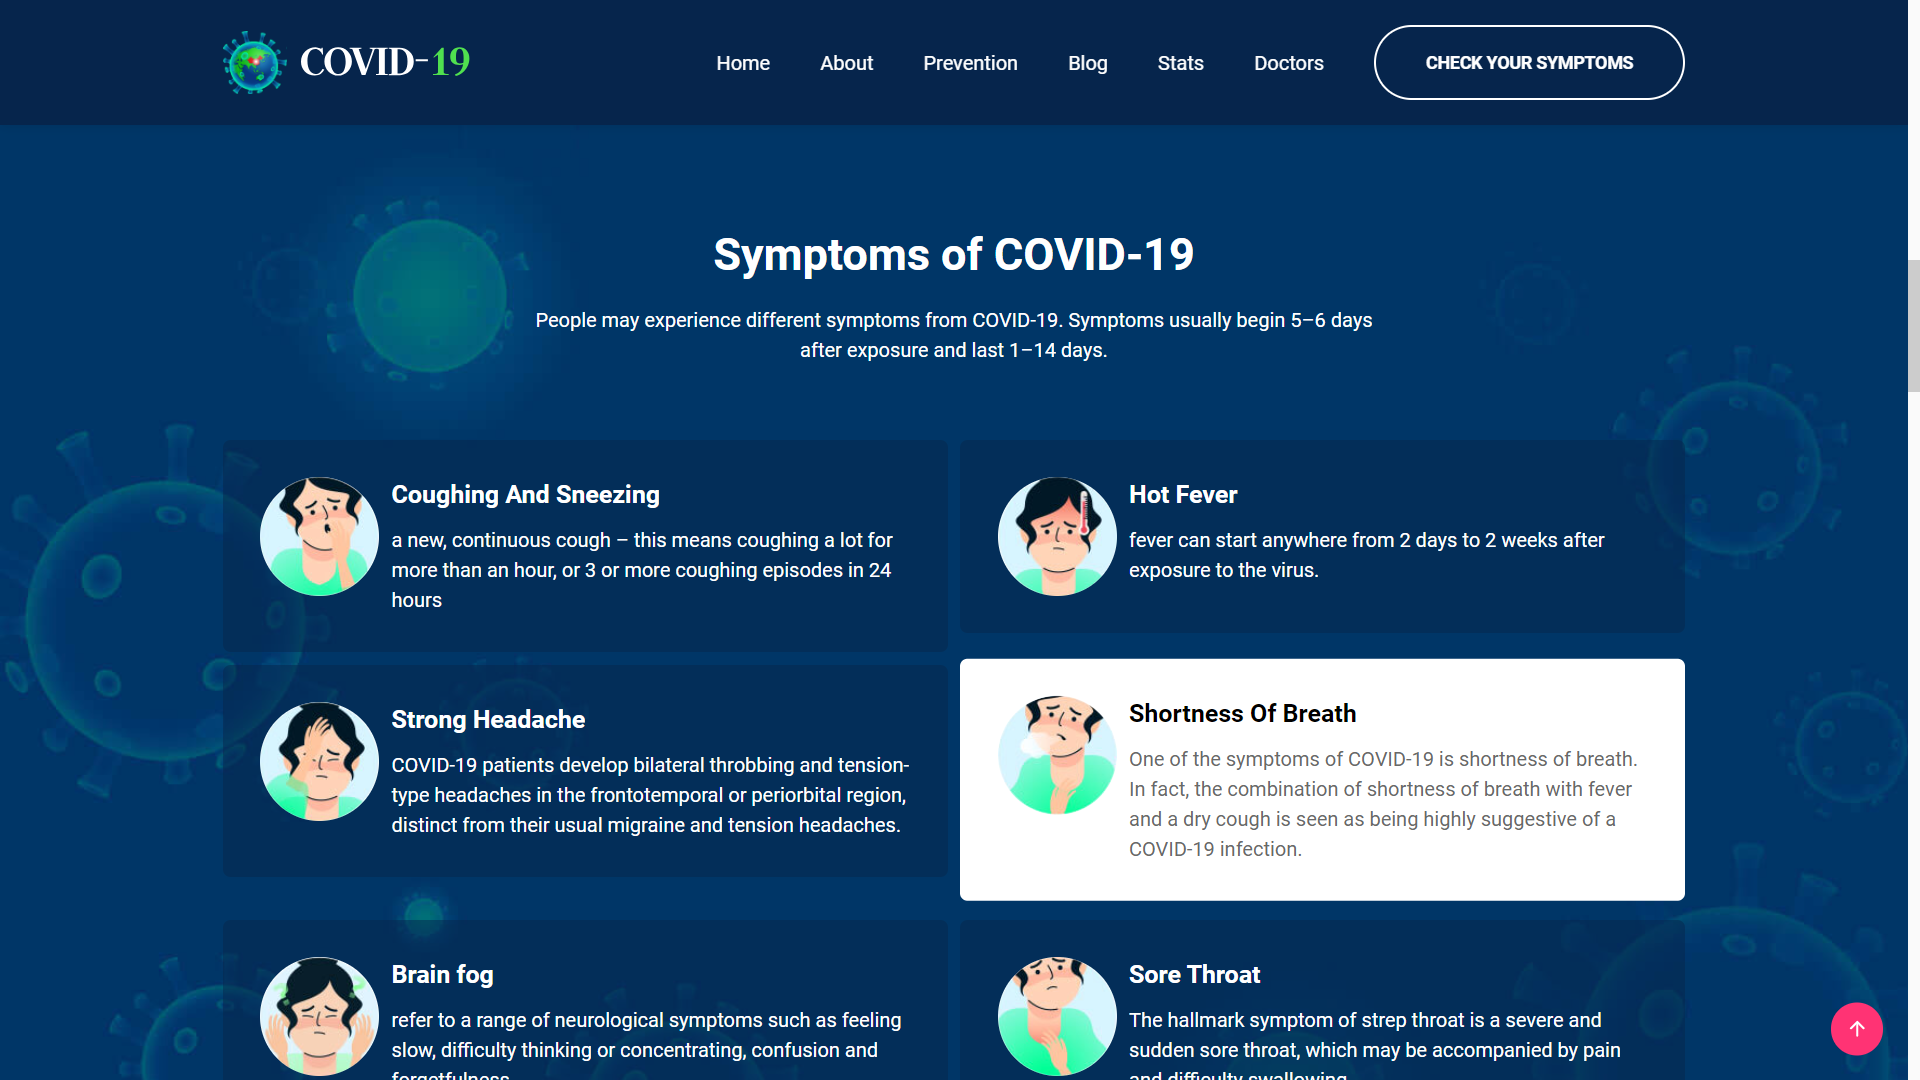 COVID-19
Home
About
Prevention
Blog
Stats
Doctors
CHECK YOUR SYMPTOMS
Symptoms of COVID-19
People may experience different symptoms from COVID-19. Symptoms usually begin 5–6 days
after exposure and last 1–14 days.
Coughing And Sneezing
a new, continuous cough – this means coughing a lot for
more than an hour, or 3 or more coughing episodes in 24
hours
Hot Fever
fever can start anywhere from 2 days to 2 weeks after
exposure to the virus.
Strong Headache
COVID-19 patients develop bilateral throbbing and tension-
type headaches in the frontotemporal or periorbital region,
distinct from their usual migraine and tension headaches.
Shortness Of Breath
One of the symptoms of COVID-19 is shortness of breath.
In fact, the combination of shortness of breath with fever
and a dry cough is seen as being highly suggestive of a
COVID-19 infection.
Brain fog
refer to a range of neurological symptoms such as feeling
slow, difficulty thinking or concentrating, confusion and
forgetfulness
Sore Throat
The hallmark symptom of strep throat is a severe and
sudden sore throat, which may be accompanied by pain
and difficulty swallowing